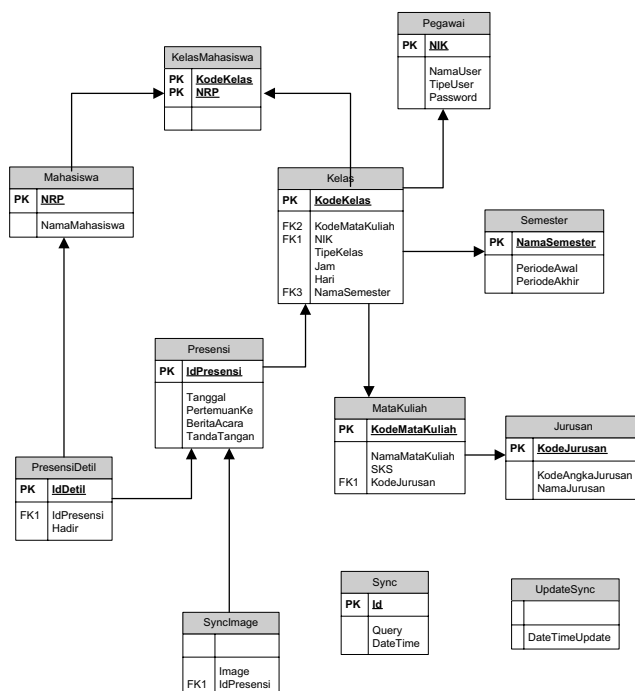 Pegawai
PK NIK
NamaUser
TipeUser
Password
KelasMahasiswa
PK KodeKelas
PK NRP
Mahasiswa
PK NRP
NamaMahasiswa
Kelas
PK KodeKelas
FK2 KodeMataKuliah
FK1 NIK
TipeKelas
Jam
Hari
FK3 NamaSemester
Semester
PK NamaSemester
PeriodeAwal
PeriodeAkhir
Presensi
PK IdPresensi
Tanggal
PertemuanKe
BeritaAcara
TandaTangan
MataKuliah
PK KodeMataKuliah
NamaMataKuliah
SKS
FK1 KodeJurusan
Jurusan
PK KodeJurusan
KodeAngkaJurusan
NamaJurusan
PresensiDetil
PK IdDetil
FK1 IdPresensi
Hadir
Sync
PK Id
Query
DateTime
UpdateSync
DateTimeUpdate
SyncImage
Image
FK1 IdPresensi